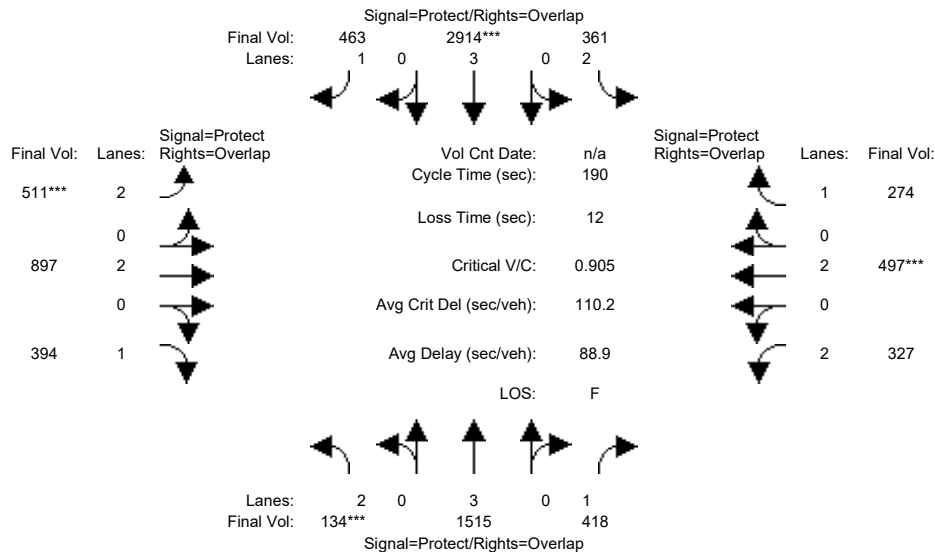 Signal=Protect/Rights=Overlap
Final Vol: 463 2914*** 361
Lanes: 1 0 3 0 2
Signal=Protect
Final Vol: Lanes: Rights=Overlap
Vol Cnt Date: n/a
Cycle Time (sec): 190
Signal=Protect
Rights=Overlap Lanes: Final Vol:
511*** 2
1 274
Loss Time (sec): 12
0
0
897 2
Critical V/C: 0.905
2 497***
0
Avg Crit Del (sec/veh): 110.2
0
394 1
Avg Delay (sec/veh): 88.9
2 327
LOS: F
Lanes: 2 0 3 0 1
Final Vol: 134*** 1515 418
Signal=Protect/Rights=Overlap